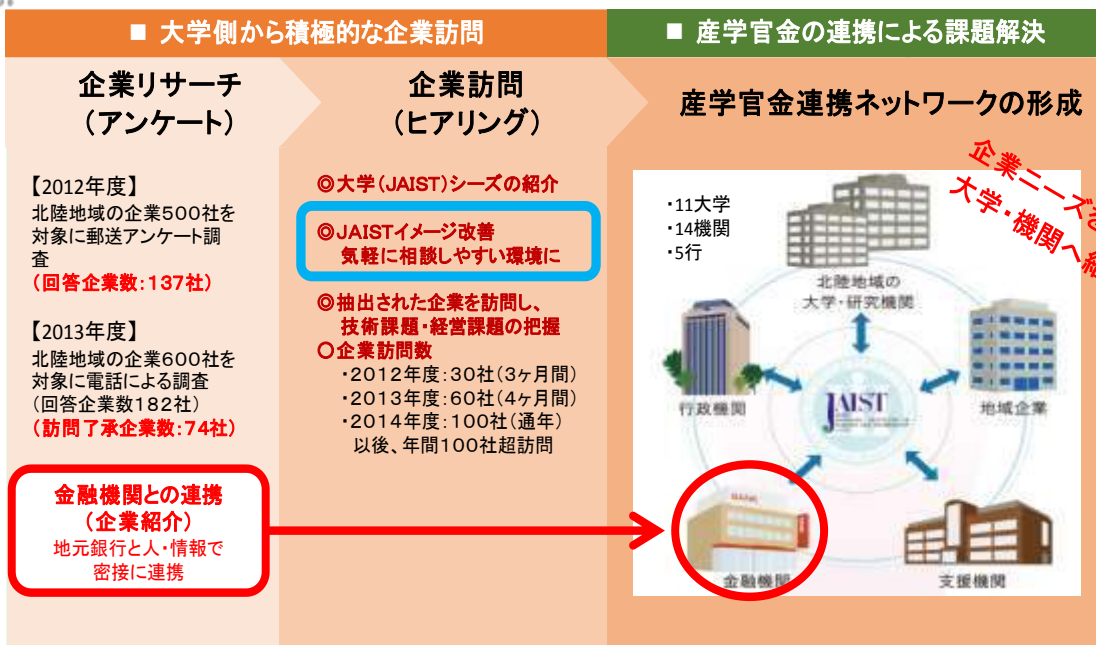 ■ 大学側から積極的な企業訪問
■ 産学官金の連携による課題解決
企業リサーチ
（アンケート）
企業訪問
（ヒアリング）
産学官金連携ネットワークの形成
【2012年度】
北陸地域の企業500社を
対象に郵送アンケート調
査
（回答企業数：137社）
【2013年度】
北陸地域の企業600社を
対象に電話による調査
（回答企業数182社）
（訪問了承企業数：74社）
金融機関との連携
（企業紹介）
地元銀行と人・情報で
密接に連携
◎大学（JAIST）シーズの紹介
◎JAISTイメージ改善
気軽に相談しやすい環境に
◎抽出された企業を訪問し、
技術課題・経営課題の把握
○企業訪問数
・2012年度：30社（3ヶ月間）
・2013年度：60社（4ヶ月間）
・2014年度：100社（通年）
以後、年間100社超訪問
企業ニーズを
大学・機関へ
・11大学
・14機関
・5行
北陸地域の
大学・研究機関
行政機関
JAIST
地域企業
BANK
金融機関
支援機関